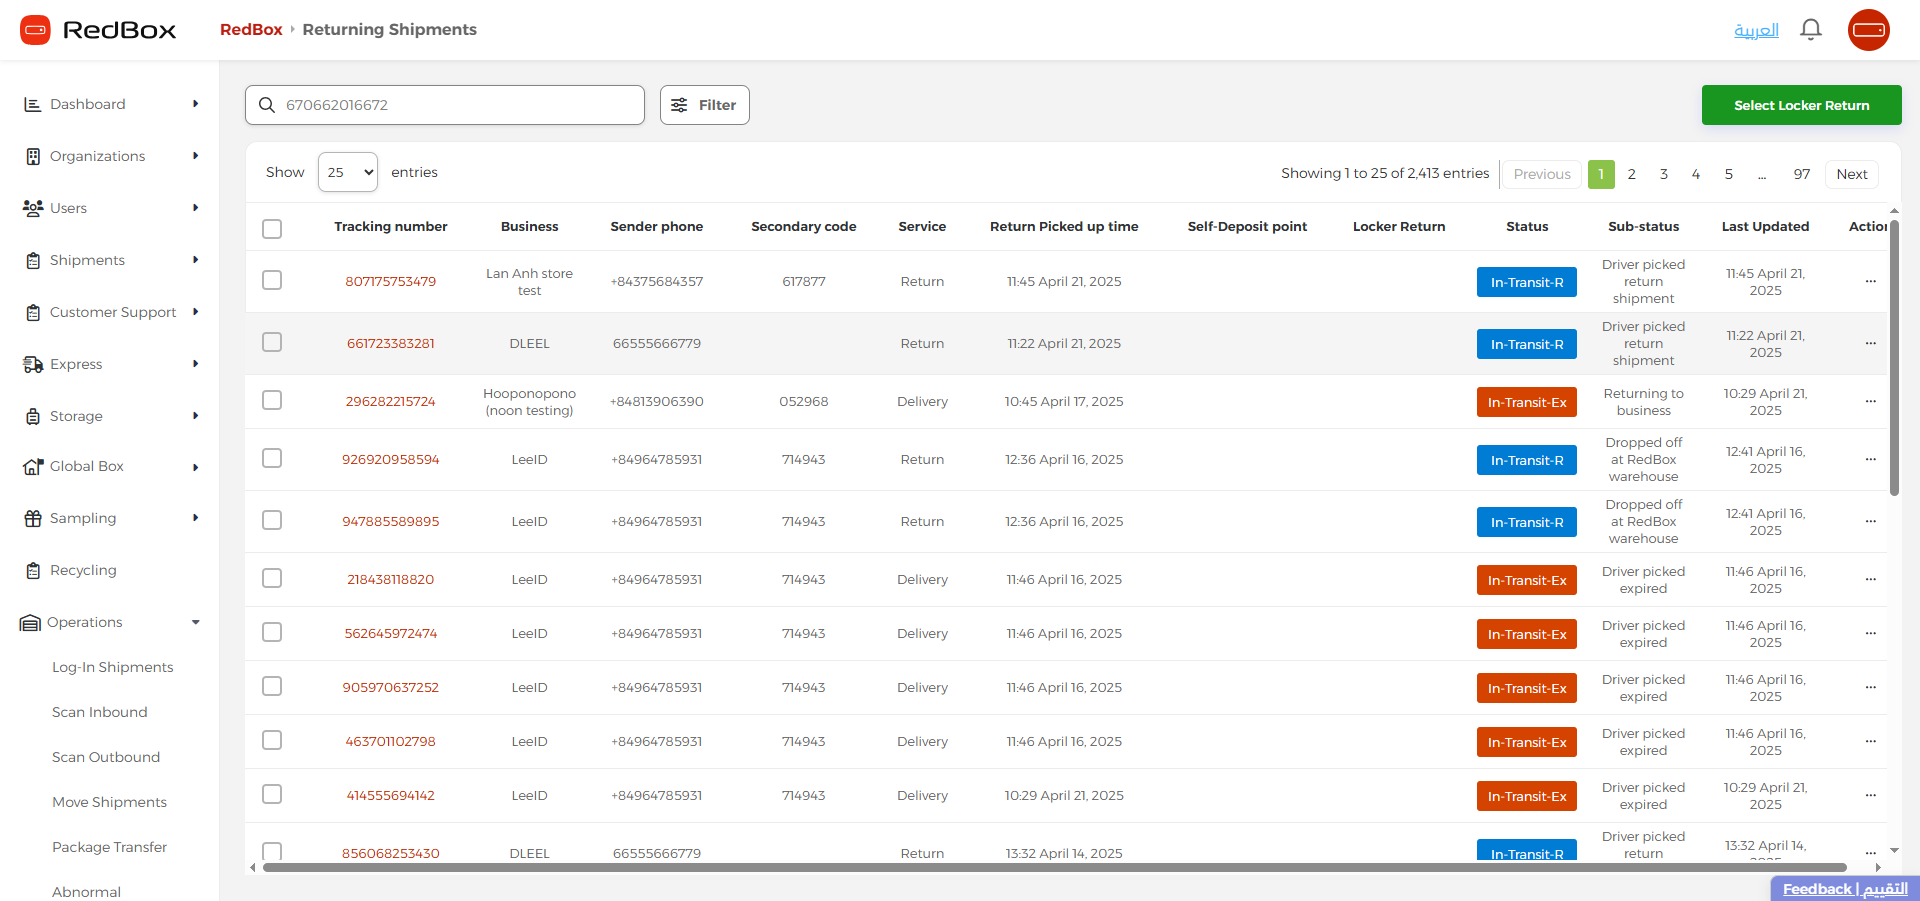 RedBox
RedBox › Returning Shipments
العربية
Dashboard
Organizations
Users
Shipments
Customer Support
Express
Storage
Global Box
Sampling
Recycling
Operations
Log-In Shipments
Scan Inbound
Scan Outbound
Move Shipments
Package Transfer
Abnormal
670662016672
Filter
Select Locker Return
Show 25 entries
Showing 1 to 25 of 2,413 entries Previous 1 2 3 4 5 ... 97 Next
Tracking number Business Sender phone Secondary code Service Return Picked up time Self-Deposit point Locker Return Status Sub-status Last Updated Action
807175753479 Lan Anh store test +84375684357 617877 Return 11:45 April 21, 2025 In-Transit-R Driver picked return shipment 11:45 April 21, 2025 ...
661723383281 DLEEL 66555666779 Return 11:22 April 21, 2025 In-Transit-R Driver picked return shipment 11:22 April 21, 2025 ...
296282215724 Hooponopono (noon testing) +84813906390 052968 Delivery 10:45 April 17, 2025 In-Transit-Ex Returning to business 10:29 April 21, 2025 ...
926920958594 LeeID +84964785931 714943 Return 12:36 April 16, 2025 In-Transit-R Dropped off at RedBox warehouse 12:41 April 16, 2025 ...
947885589895 LeeID +84964785931 714943 Return 12:36 April 16, 2025 In-Transit-R Dropped off at RedBox warehouse 12:41 April 16, 2025 ...
218438118820 LeeID +84964785931 714943 Delivery 11:46 April 16, 2025 In-Transit-Ex Driver picked expired 11:46 April 16, 2025 ...
562645972474 LeeID +84964785931 714943 Delivery 11:46 April 16, 2025 In-Transit-Ex Driver picked expired 11:46 April 16, 2025 ...
905970637252 LeeID +84964785931 714943 Delivery 11:46 April 16, 2025 In-Transit-Ex Driver picked expired 11:46 April 16, 2025 ...
463701102798 LeeID +84964785931 714943 Delivery 11:46 April 16, 2025 In-Transit-Ex Driver picked expired 11:46 April 16, 2025 ...
414555694142 LeeID +84964785931 714943 Delivery 10:29 April 21, 2025 In-Transit-Ex Driver picked expired 10:29 April 21, 2025 ...
856068253430 DLEEL 66555666779 Return 13:32 April 14, 2025 In-Transit-R Driver picked return 13:32 April 14, ...
Feedback | التقييم